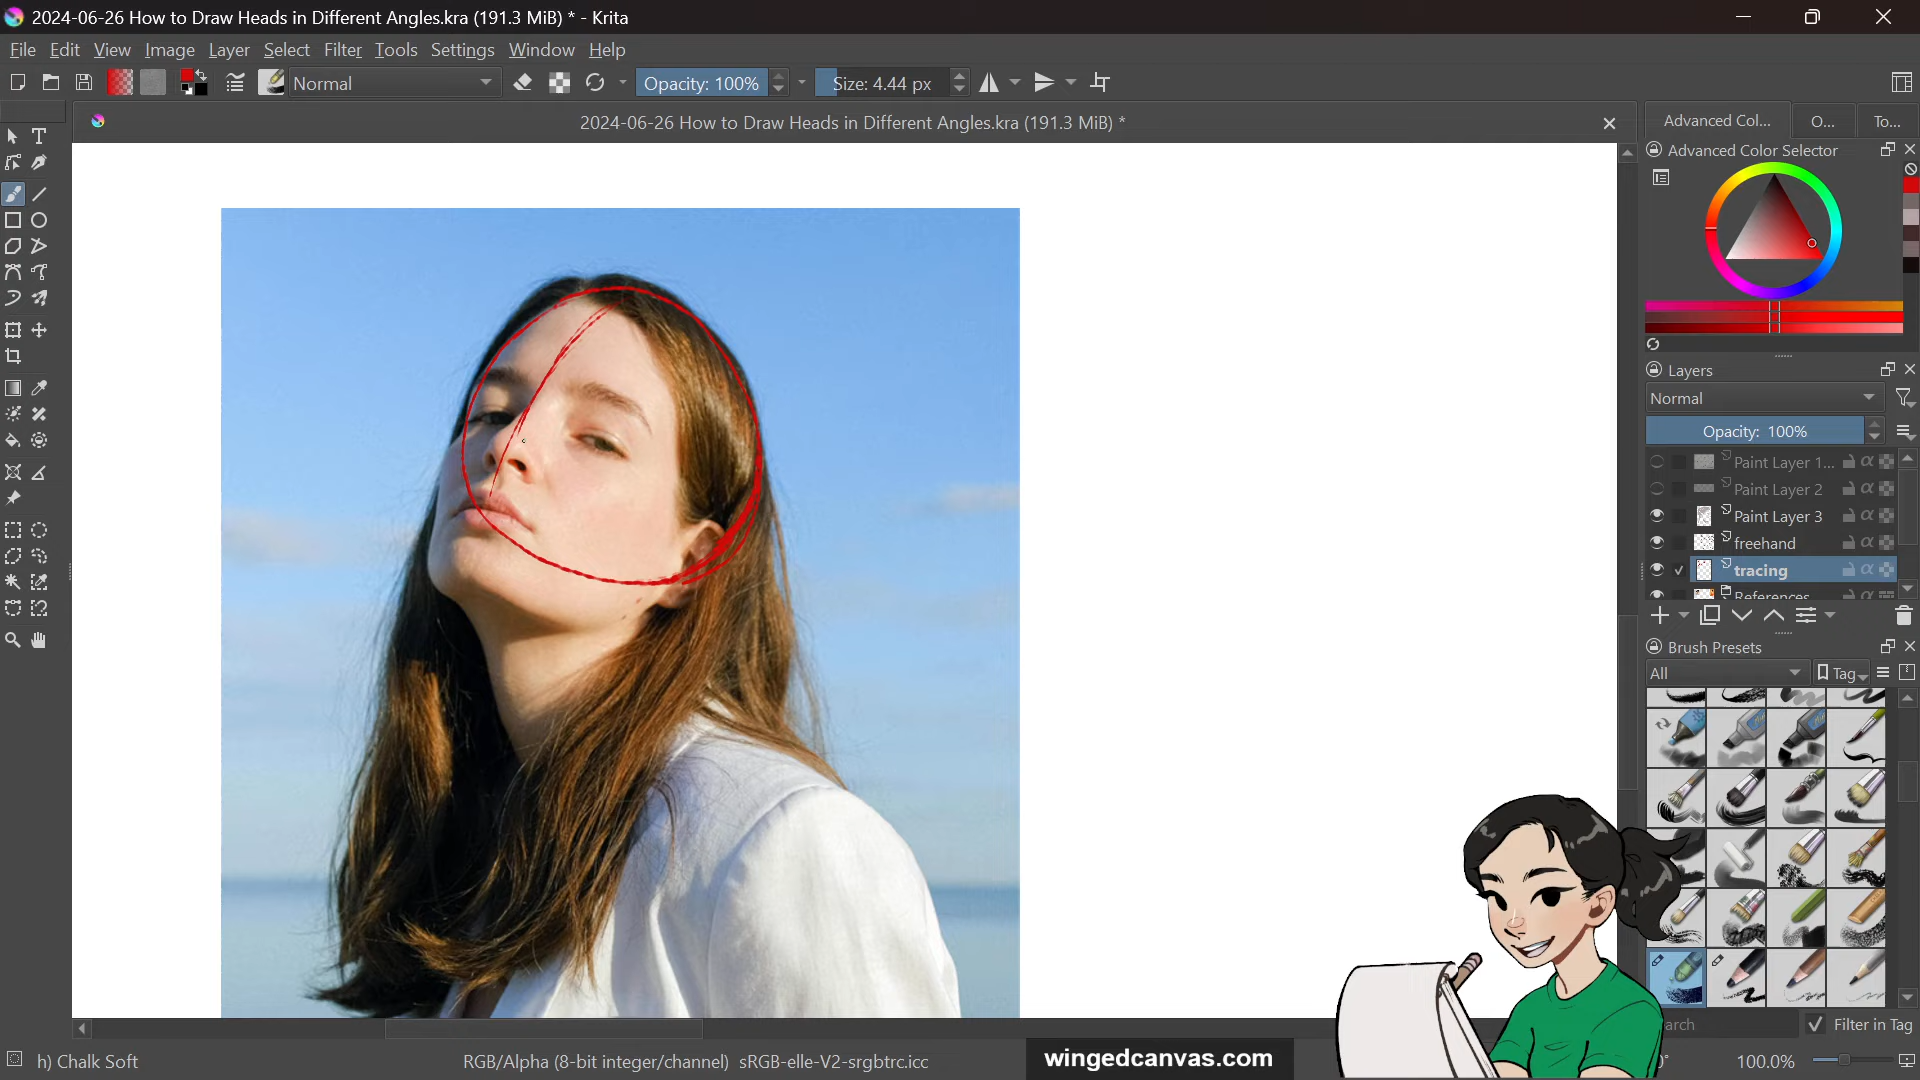 2024-06-26 How to Draw Heads in Different Angles.kra (191.3 MiB) * - Krita
File Edit View Image Layer Select Filter Tools Settings Window Help
Normal Opacity: 100% Size: 4.44 px
2024-06-26 How to Draw Heads in Different Angles.kra (191.3 MiB) *
Advanced Col... O... To...
Advanced Color Selector
Layers
Normal
Opacity: 100%
Paint Layer 1...
Paint Layer 2
Paint Layer 3
freehand
tracing
References
Brush Presets
All Tag
Filter in Tag
h) Chalk Soft RGB/Alpha (8-bit integer/channel) sRGB-elle-V2-srgbtrc.icc 100.0%
wingedcanvas.com